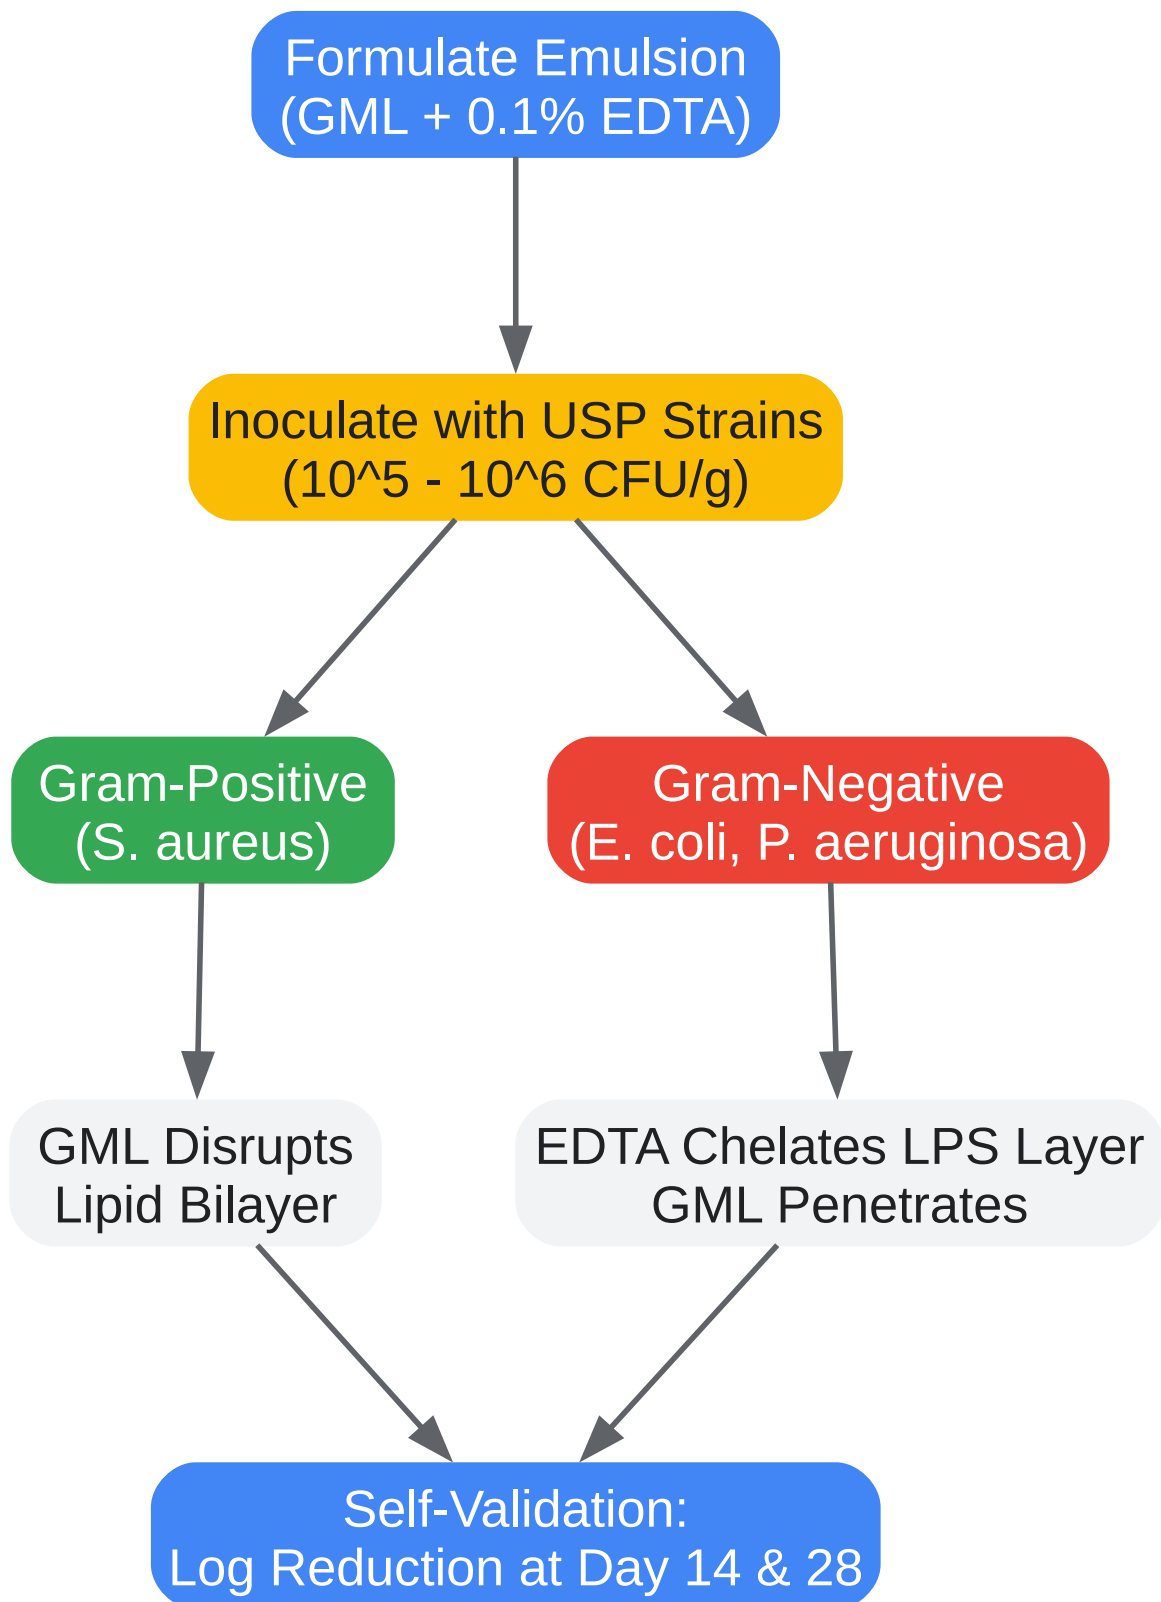 Formulate Emulsion
(GML + 0.1% EDTA)
Inoculate with USP Strains
(10^5 - 10^6 CFU/g)
Gram-Positive
(S. aureus)
Gram-Negative
(E. coli, P. aeruginosa)
GML Disrupts
Lipid Bilayer
EDTA Chelates LPS Layer
GML Penetrates
Self-Validation:
Log Reduction at Day 14 & 28